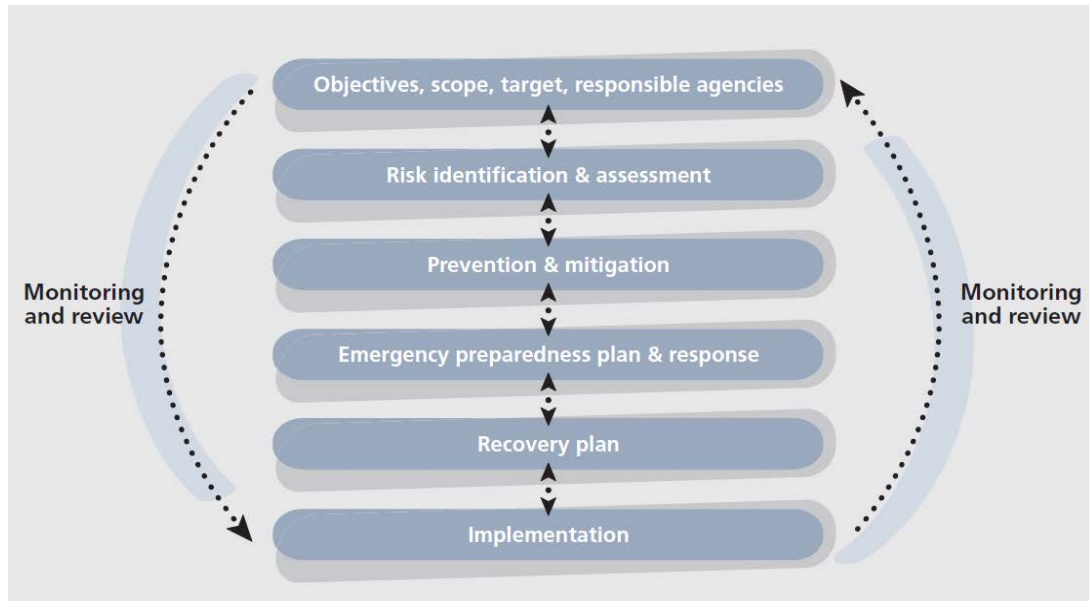 Objectives, scope, target, responsible agencies
Risk identification & assessment
Prevention & mitigation
Monitoring
and review
Monitoring
and review
Emergency preparedness plan & response
Recovery plan
Implementation